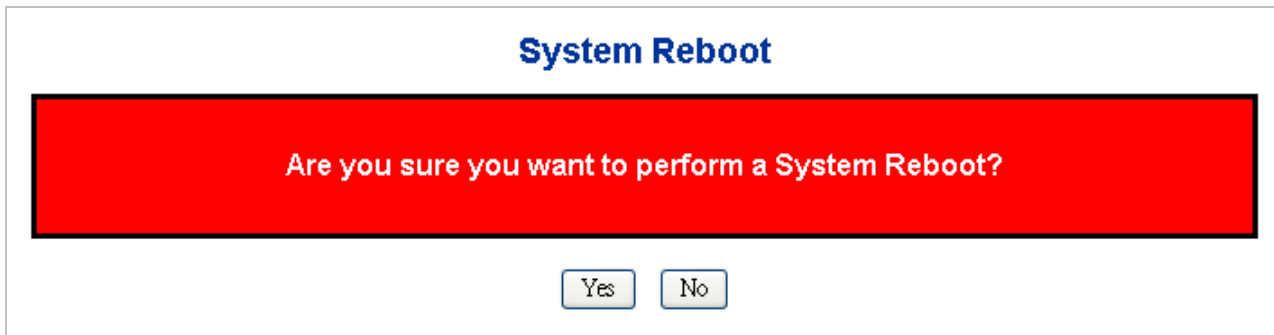 System Reboot
Are you sure you want to perform a System Reboot?
Yes No